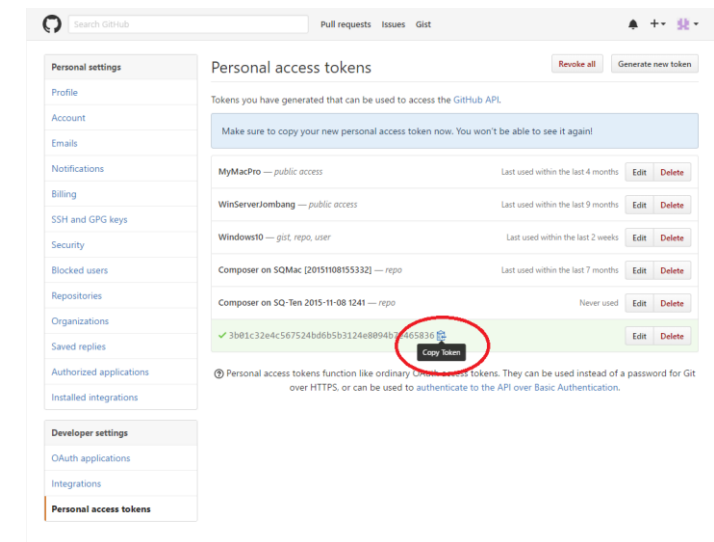 Search GitHub
Pull requests Issues Gist
Personal settings
Profile
Account
Emails
Notifications
Billing
SSH and GPG keys
Security
Blocked users
Repositories
Organizations
Saved replies
Authorized applications
Installed integrations
Developer settings
OAuth applications
Integrations
Personal access tokens
Personal access tokens
Revoke all
Generate new token
Tokens you have generated that can be used to access the GitHub API.
Make sure to copy your new personal access token now. You won't be able to see it again!
MyMacPro — public access Last used within the last 4 months Edit Delete
WinServerJombang — public access Last used within the last 9 months Edit Delete
Windows10 — gist, repo, user Last used within the last 2 weeks Edit Delete
Composer on SQMac [20151108155332] — repo Last used within the last 7 months Edit Delete
Composer on SQ-Ten 2015-11-08 1241 — repo Never used Edit Delete
Edit Delete
Copy Token
Personal access tokens function like ordinary OAuth access tokens. They can be used instead of a password for Git
over HTTPS, or can be used to authenticate to the API over Basic Authentication.